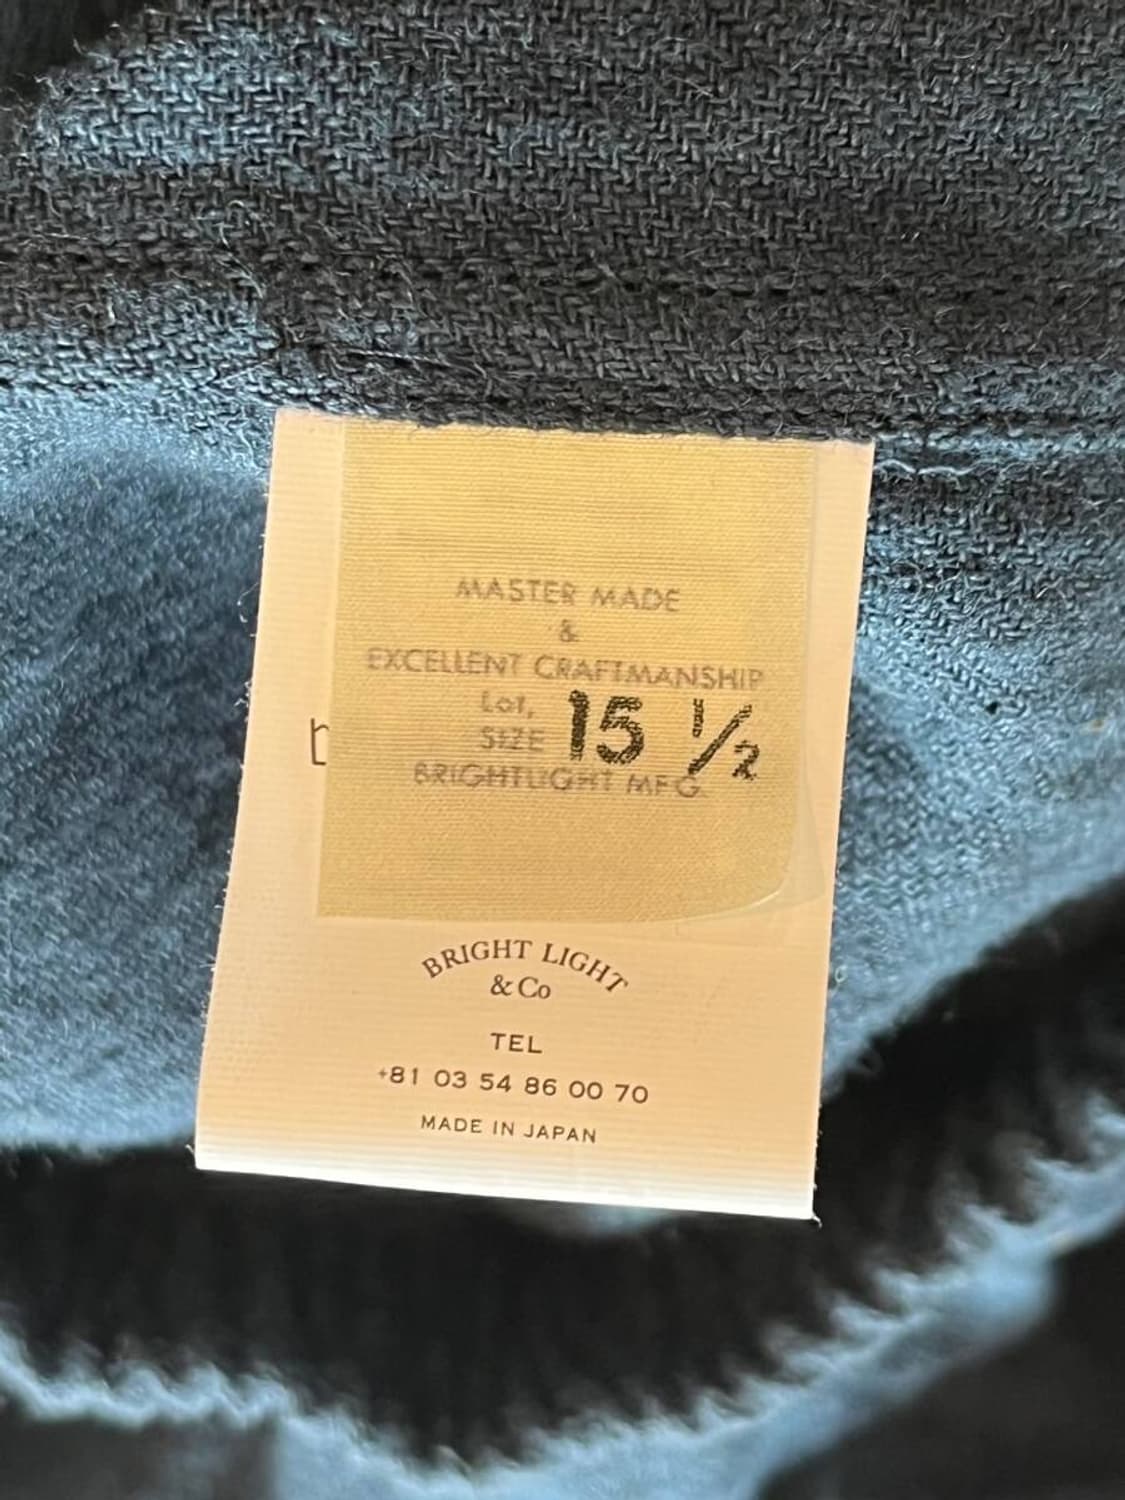 MASTER MADE
&
EXCELLENT CRAFTMANSHIP
Lot,
SIZE 15 1/2
BRIGHTLIGHT MFG.
BRIGHT LIGHT
& Co
TEL
+81 03 54 86 00 70
MADE IN JAPAN